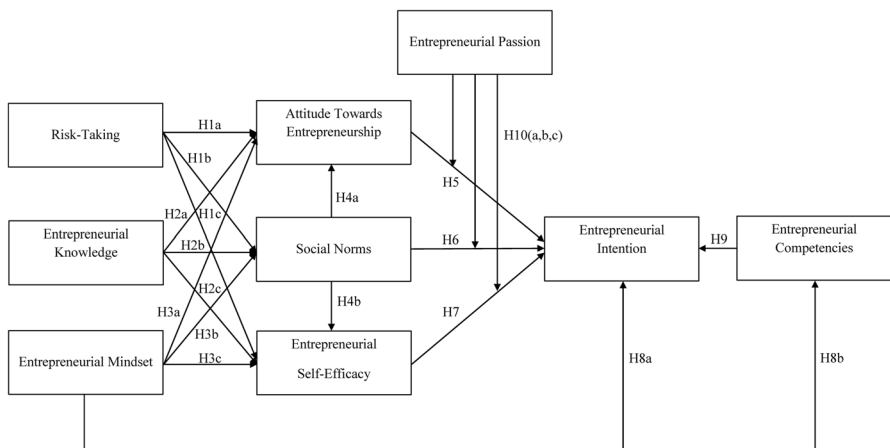 Entrepreneurial Passion
Risk-Taking
H1a
Attitude Towards
Entrepreneurship
H10(a,b,c)
H1b
H5
H4a
H2a
H1c
Entrepreneurial
Knowledge
H2b
Social Norms
H6
Entrepreneurial
Intention
H9
Entrepreneurial
Competencies
H2c
H4b
H3a
H7
H3b
Entrepreneurial Mindset
H3c
Entrepreneurial
Self-Efficacy
H8a
H8b